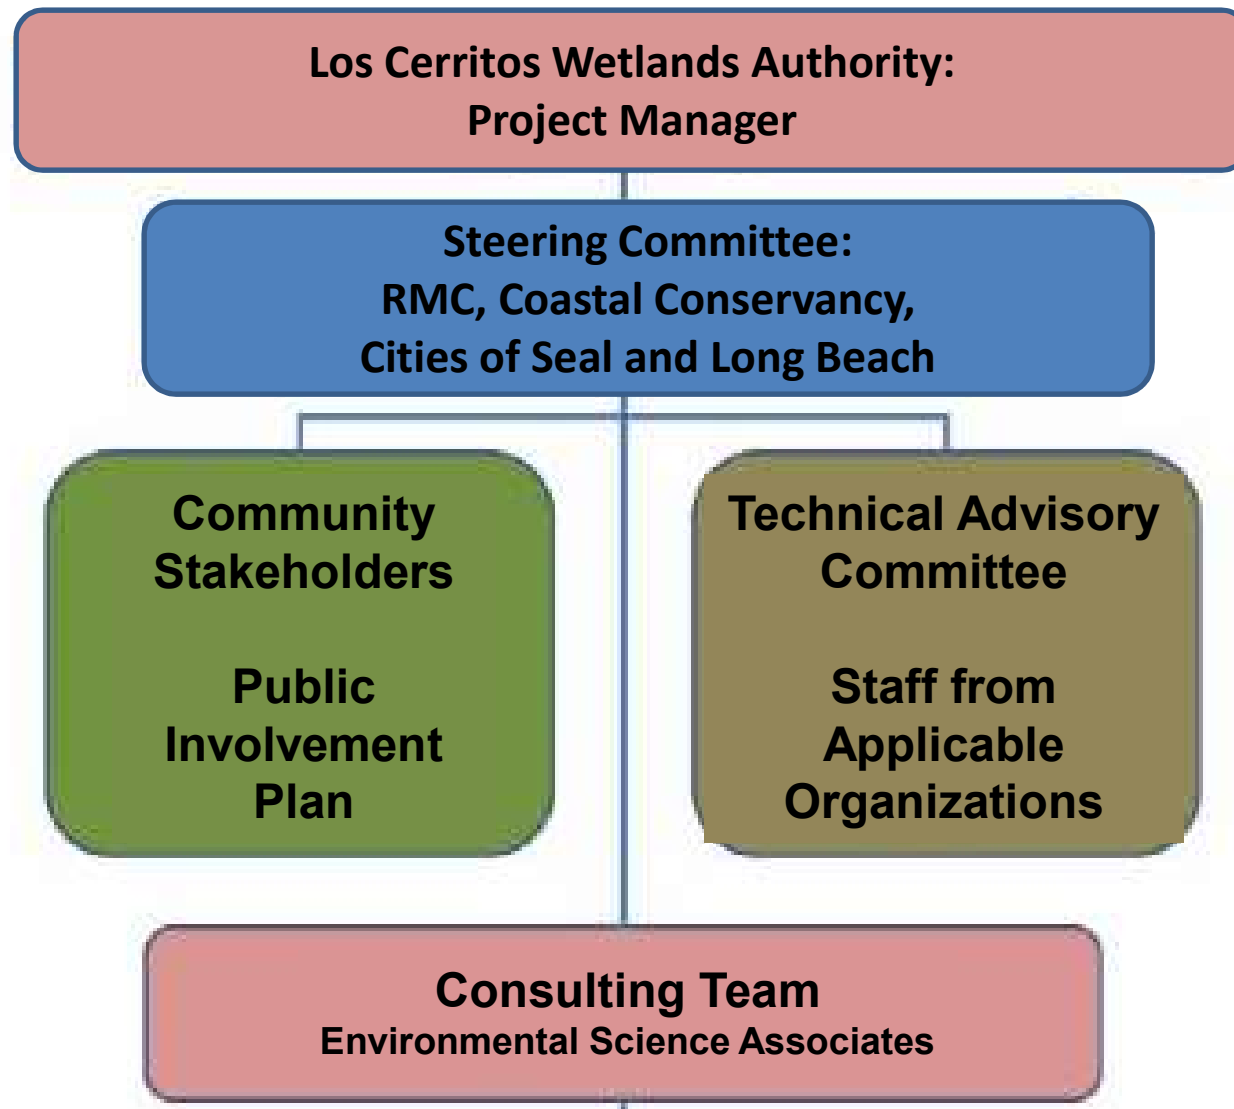 Los Cerritos Wetlands Authority:
Project Manager
Steering Committee:
RMC, Coastal Conservancy,
Cities of Seal and Long Beach
Community
Stakeholders
Public
Involvement
Plan
Technical Advisory
Committee
Staff from
Applicable
Organizations
Consulting Team
Environmental Science Associates